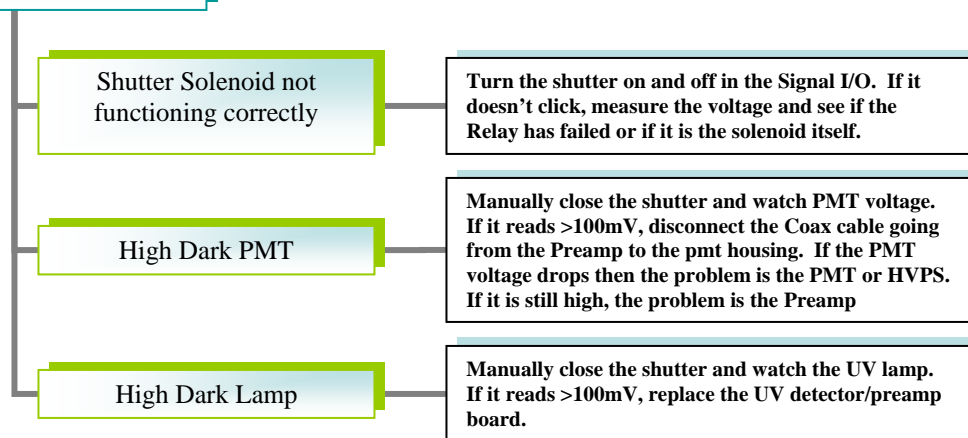 Shutter Solenoid not
functioning correctly
Turn the shutter on and off in the Signal I/O.  If it
doesn't click, measure the voltage and see if the
Relay has failed or if it is the solenoid itself.
High Dark PMT
Manually close the shutter and watch PMT voltage.
If it reads >100mV, disconnect the Coax cable going
from the Preamp to the pmt housing.  If the PMT
voltage drops then the problem is the PMT or HVPS.
If it is still high, the problem is the Preamp
High Dark Lamp
Manually close the shutter and watch the UV lamp.
If it reads >100mV, replace the UV detector/preamp
board.